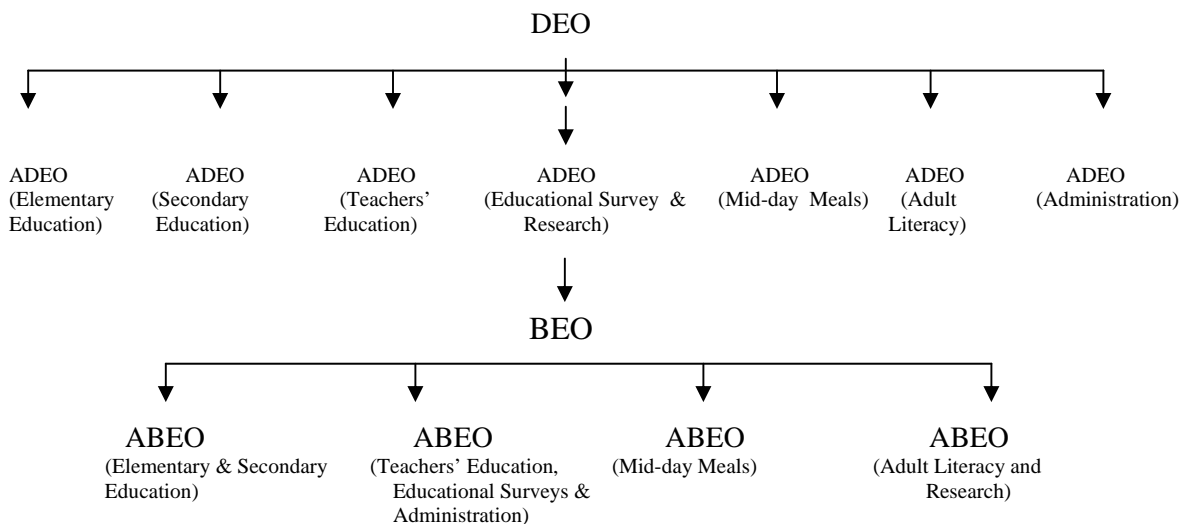 DEO
ADEO
(Elementary
Education)
ADEO
(Secondary
Education)
ADEO
(Teachers'
Education)
ADEO
(Educational Survey &
Research)
ADEO
(Mid-day Meals)
ADEO
(Adult
Literacy)
ADEO
(Administration)
BEO
ABEO
(Elementary & Secondary
Education)
ABEO
(Teachers' Education,
Educational Surveys &
Administration)
ABEO
(Mid-day Meals)
ABEO
(Adult Literacy and
Research)